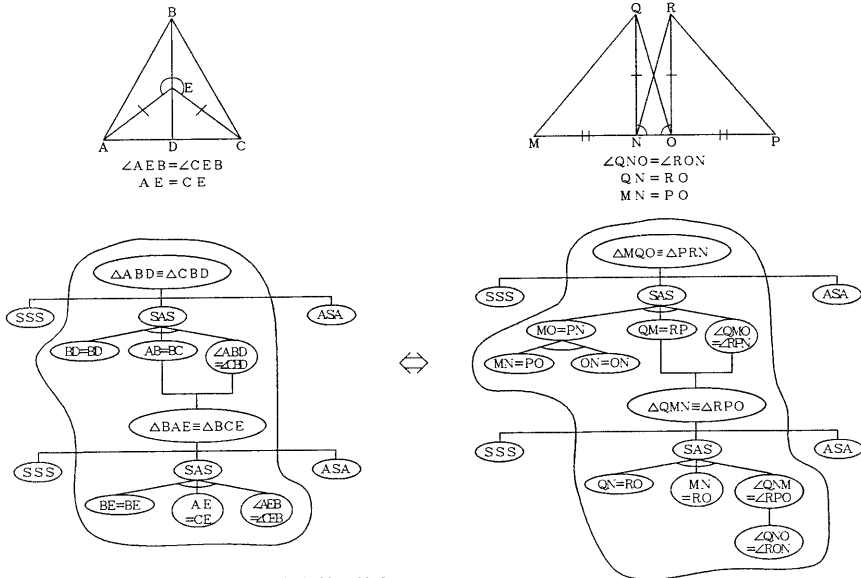 B
E
A
D
C
∠AEB=∠CEB
AE=CE
Q
R
M
N
O
P
∠QNO=∠RON
QN=RO
MN=PO
△ABD≡△CBD
SSS
SAS
ASA
BD=BD
AB=BC
∠ABD
=∠CBD
△BAE≡△BCE
SSS
SAS
ASA
BE=BE
AE
=CE
∠AEB
=∠CEB
⇔
△MQO≡△PRN
SSS
SAS
ASA
MO=PN
QM=RP
∠QMO
=∠RPN
MN=PO
ON=ON
△QMN≡△RPO
SSS
SAS
ASA
QN=RO
MN
=RO
∠QNM
=∠RPO
∠QNO
=∠RON